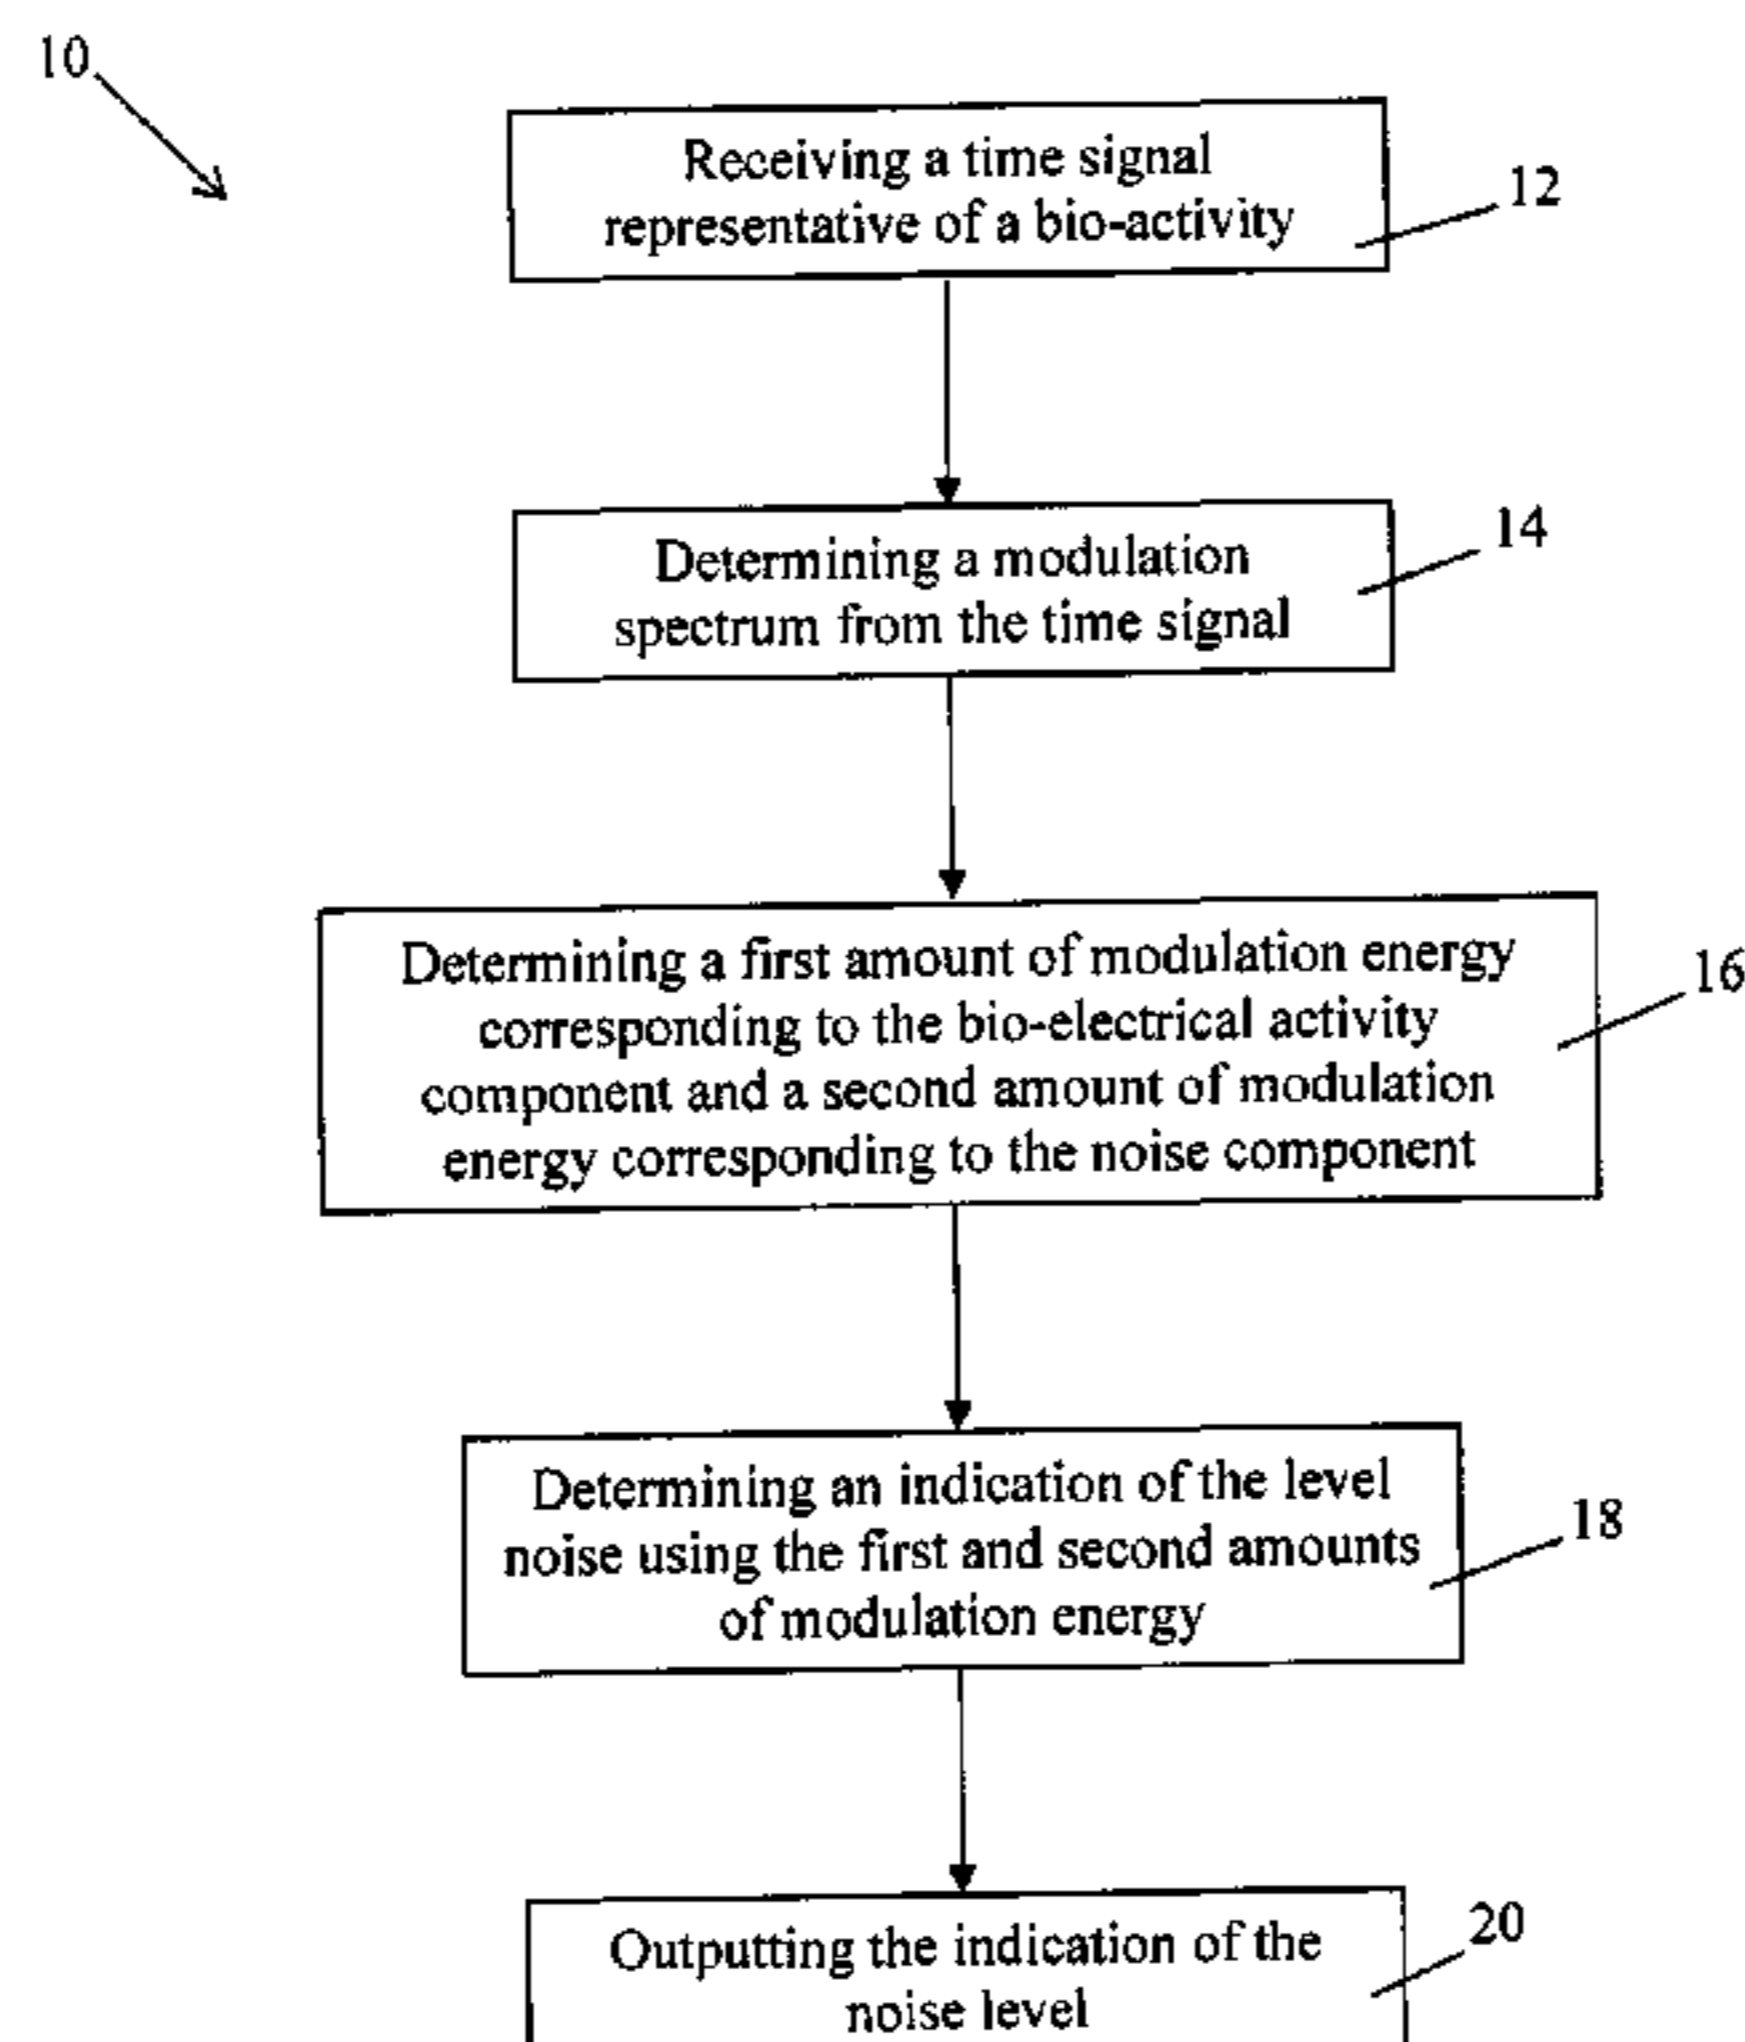 10
Receiving a time signal
representative of a bio-activity
12
Determining a modulation
spectrum from the time signal
14
Determining a first amount of modulation energy
corresponding to the bio-electrical activity
component and a second amount of modulation
energy corresponding to the noise component
16
Determining an indication of the level
noise using the first and second amounts
of modulation energy
18
Outputting the indication of the
noise level
20